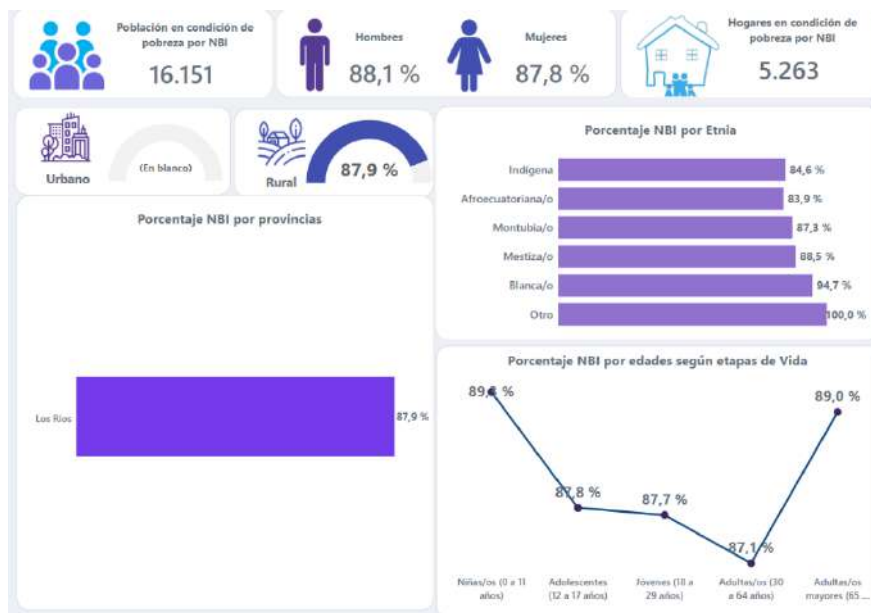 Población en condición de
pobreza por NBI
16.151
Hombres
88,1 %
Mujeres
87,8 %
Hogares en condición de
pobreza por NBI
5.263
Urbano
(En blanco)
Rural
87,9 %
Porcentaje NBI por Etnia
Indígena
84,6 %
Afroecuatoriana/o
83,9 %
Montubia/o
87,3 %
Mestiza/o
88,5 %
Blanca/o
94,7 %
Otro
100,0 %
Porcentaje NBI por provincias
Los Ríos
87,9 %
Porcentaje NBI por edades según etapas de Vida
87,8 %
87,7 %
87,1 %
89,0 %
Niñas/os (0 a 11
años)
Adolescentes
(12 a 17 años)
Jóvenes (18 a
29 años)
Adultas/os (30
a 64 años)
Adultas/os
mayores (65 ...